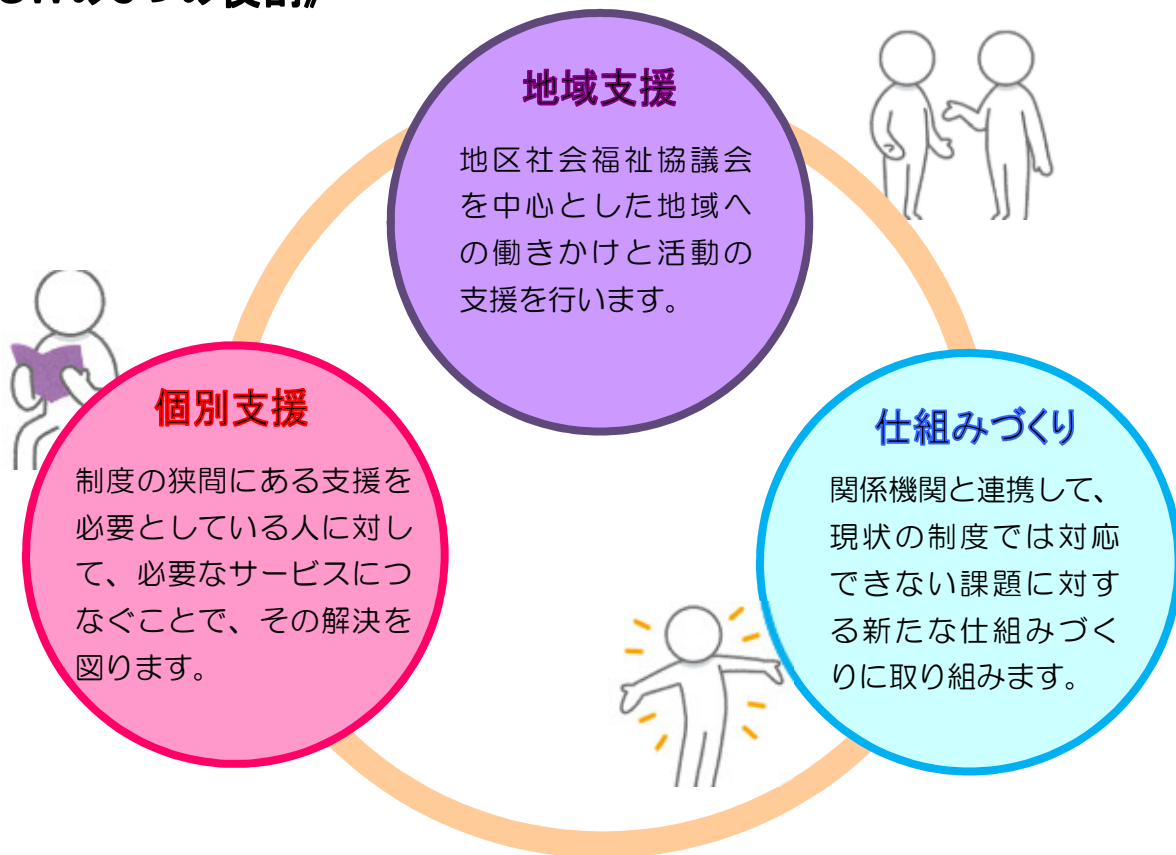 の3つの役割》
地域支援
地区社会福祉協議会
を中心とした地域へ
の働きかけと活動の
支援を行います。
個別支援
制度の狭間にある支援を
必要としている人に対し
て、必要なサービスにつ
なぐことで、その解決を
図ります。
仕組みづくり
関係機関と連携して、
現状の制度では対応
できない課題に対す
る新たな仕組みづく
りに取り組みます。